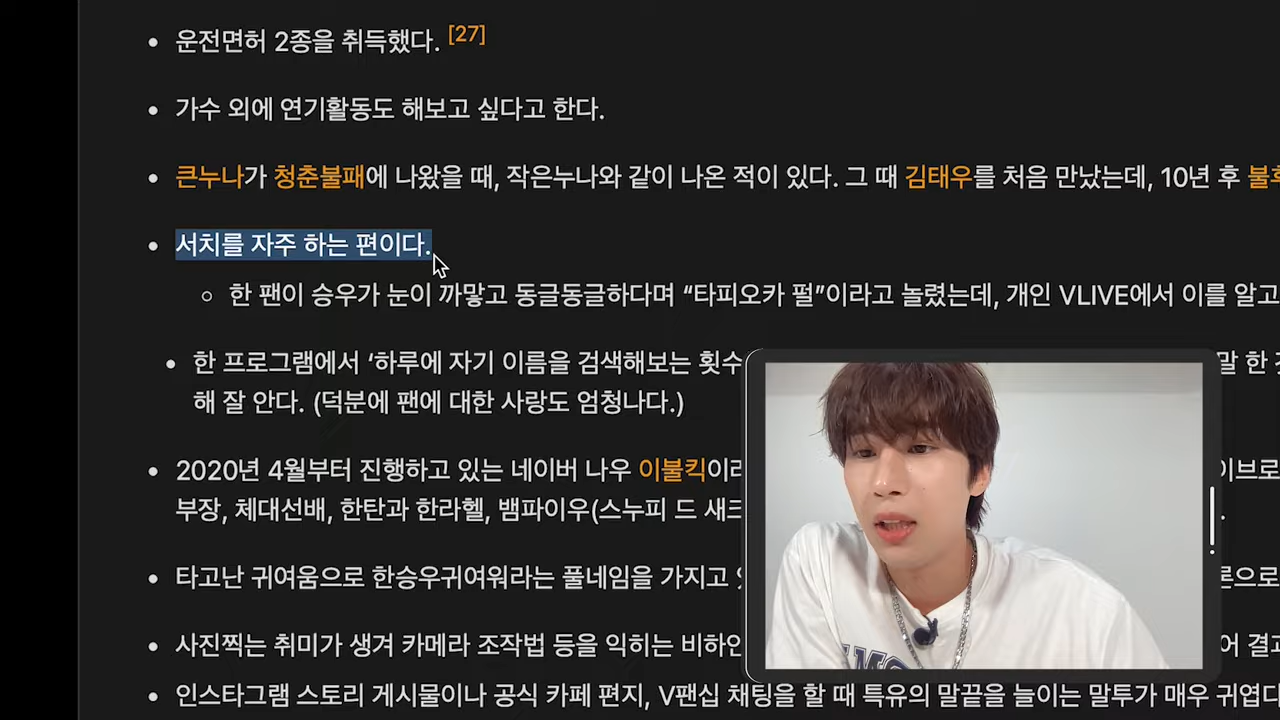 운전면허 2종을 취득했다. [27]
가수 외에 연기활동도 해보고 싶다고 한다.
큰누나가 청춘불패에 나왔을 때, 작은누나와 같이 나온 적이 있다. 그 때 김태우를 처음 만났는데, 10년 후 불후
서치를 자주 하는 편이다.
한 팬이 승우가 눈이 까맣고 동글동글하다며 “타피오카 펄”이라고 놀렸는데, 개인 VLIVE에서 이를 알고
한 프로그램에서 ‘하루에 자기 이름을 검색해보는 횟수 말 한
해 잘 안다. (덕분에 팬에 대한 사랑도 엄청나다.)
2020년 4월부터 진행하고 있는 네이버 나우 이불킥이라 이브로
부장, 체대선배, 한탄과 한라헬, 뱀파이우(스누피 드 새크
타고난 귀여움으로 한승우귀여워라는 풀네임을 가지고 론으로
사진찍는 취미가 생겨 카메라 조작법 등을 익히는 비하인 어 결과
인스타그램 스토리 게시물이나 공식 카페 편지, V팬십 채팅을 할 때 특유의 말끝을 늘이는 말투가 매우 귀엽다